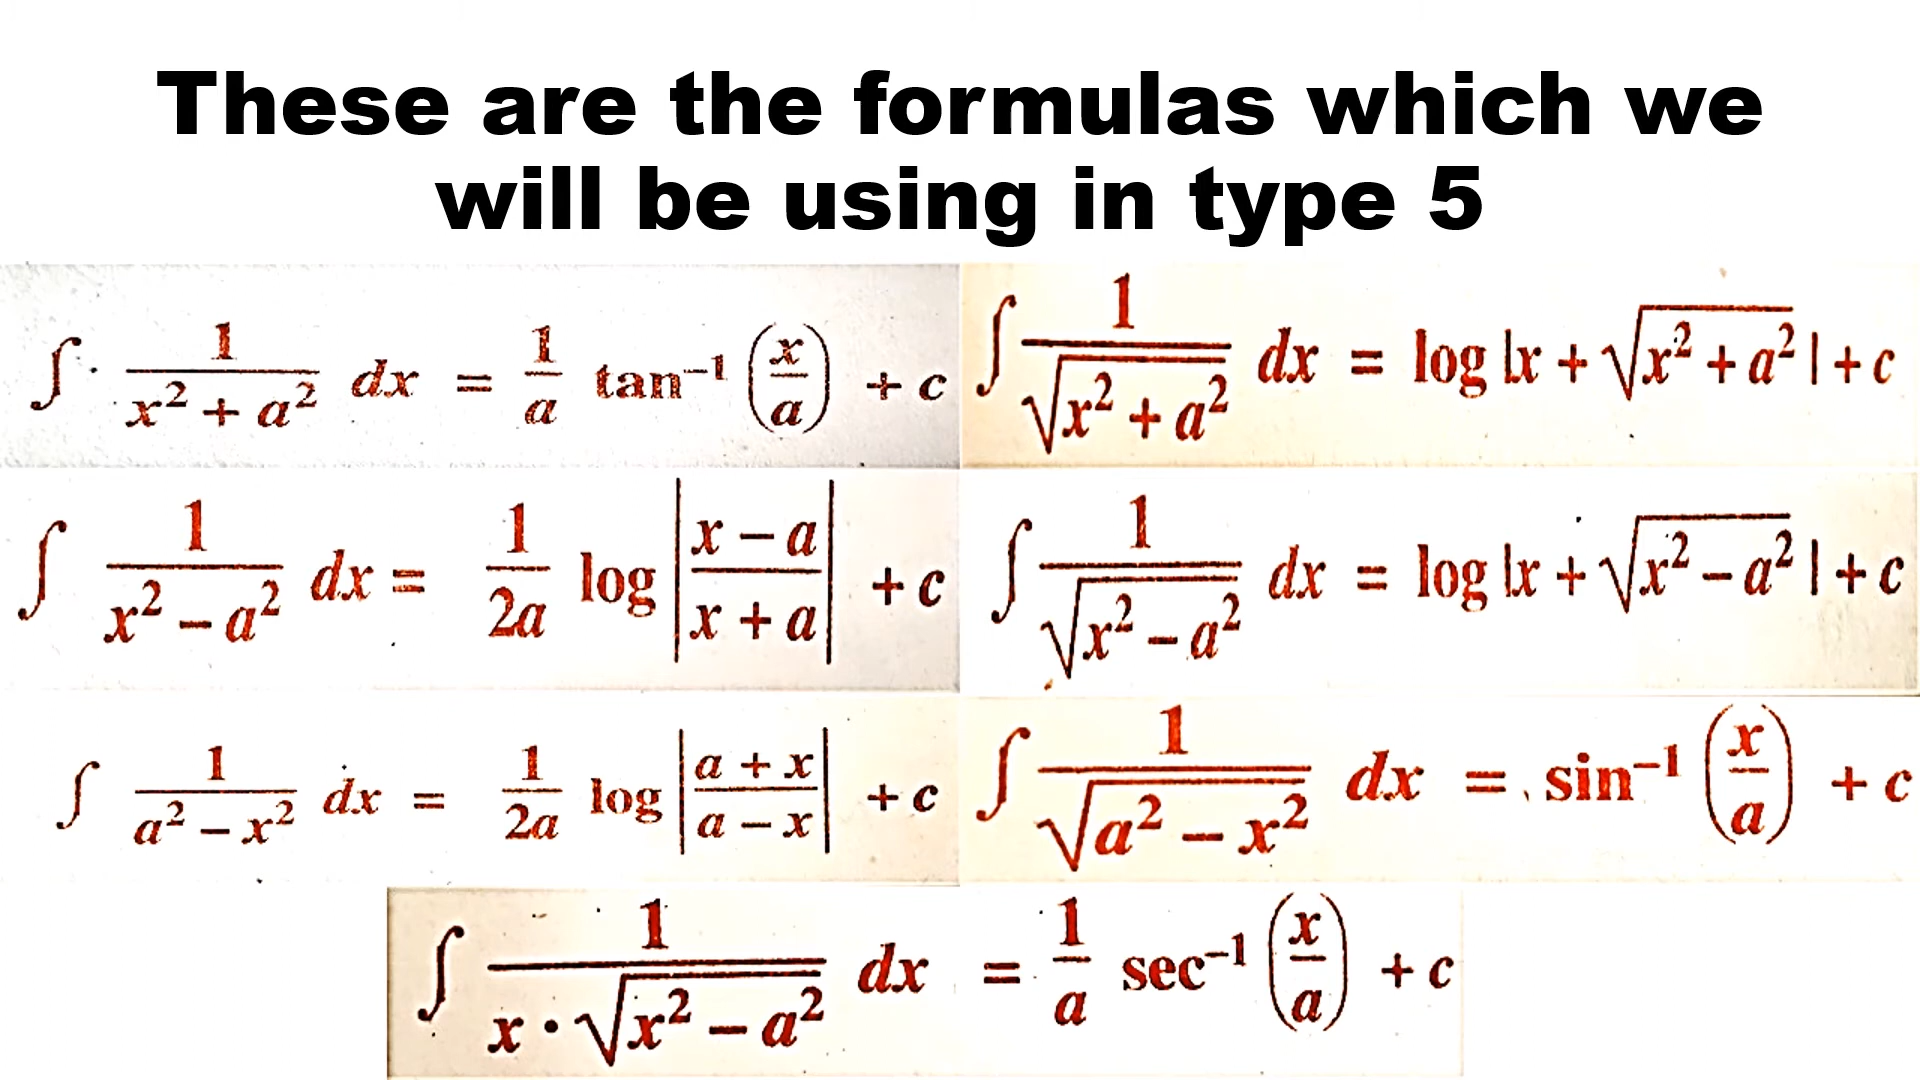 These are the formulas which we
will be using in type 5
∫ 1/(x² + a²) dx = 1/a tan⁻¹ (x/a) + c
∫ 1/√(x² + a²) dx = log |x + √(x² + a²) | + c
∫ 1/(x² – a²) dx = 1/2a log |(x – a)/(x + a)| + c
∫ 1/√(x² – a²) dx = log |x + √(x² – a²) | + c
∫ 1/(a² – x²) dx = 1/2a log |(a + x)/(a – x)| + c
∫ 1/√(a² – x²) dx = sin⁻¹ (x/a) + c
∫ 1/(x · √(x² – a²)) dx = 1/a sec⁻¹ (x/a) + c